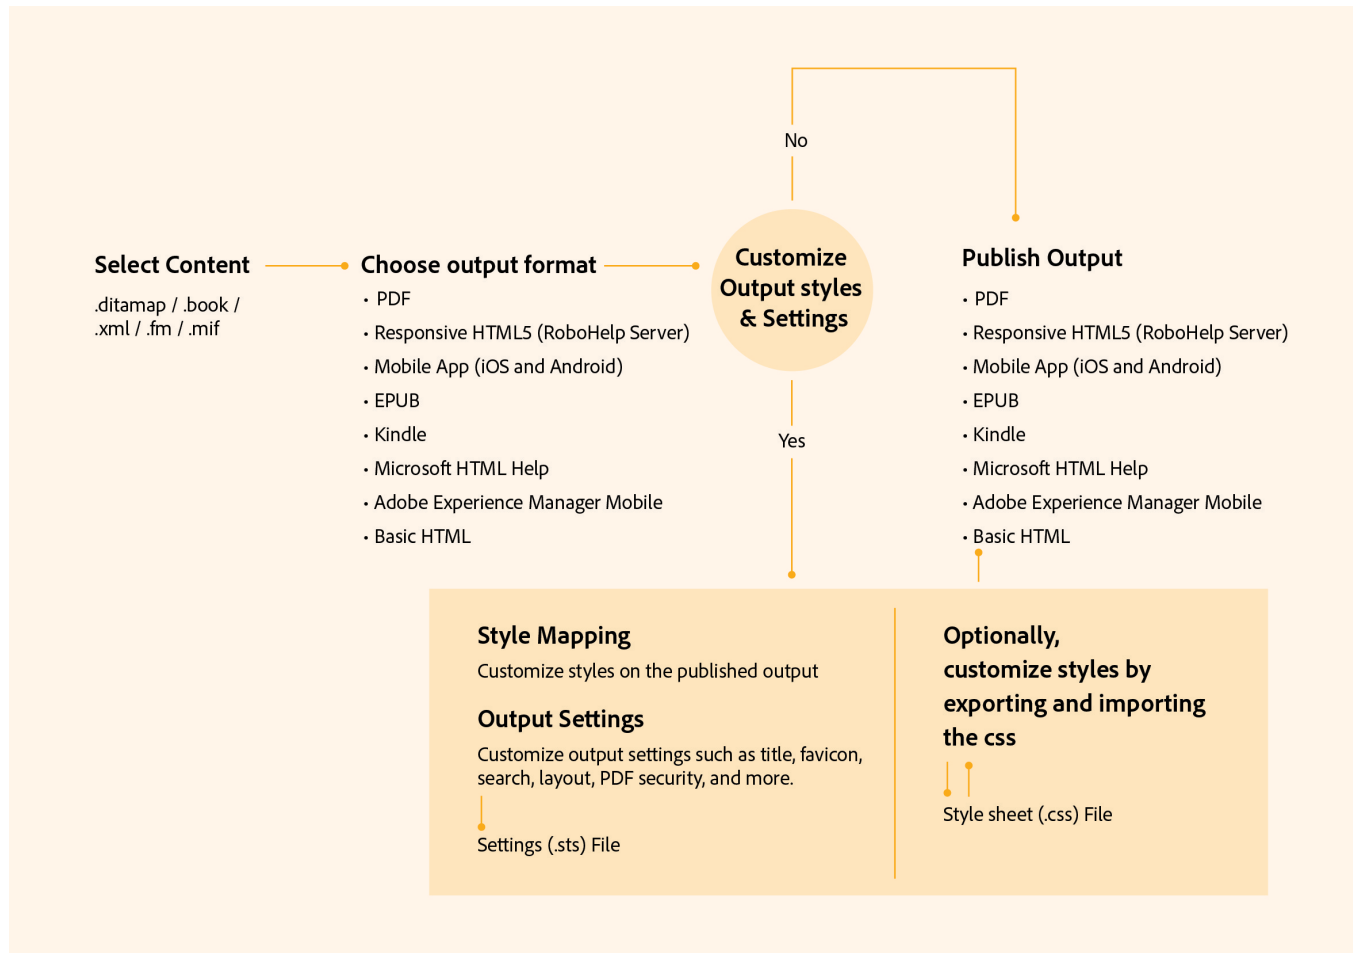 Select Content
.ditamap / .book /
.xml / .fm / .mif
Choose output format
• PDF
• Responsive HTML5 (RoboHelp Server)
• Mobile App (iOS and Android)
• EPUB
• Kindle
• Microsoft HTML Help
• Adobe Experience Manager Mobile
• Basic HTML
No
Customize
Output styles
& Settings
Yes
Publish Output
• PDF
• Responsive HTML5 (RoboHelp Server)
• Mobile App (iOS and Android)
• EPUB
• Kindle
• Microsoft HTML Help
• Adobe Experience Manager Mobile
• Basic HTML
Style Mapping
Customize styles on the published output
Output Settings
Customize output settings such as title, favicon,
search, layout, PDF security, and more.
Settings (.sts) File
Optionally,
customize styles by
exporting and importing
the css
Style sheet (.css) File